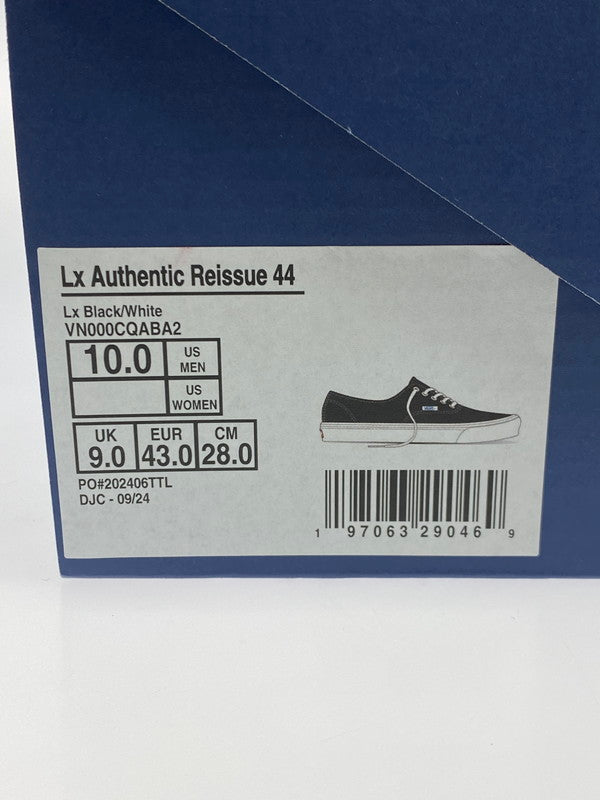 Lx Authentic Reissue 44
Lx Black/White
VN000CQABA2
10.0 US MEN
US WOMEN
UK EUR CM
9.0 43.0 28.0
PO#202406TTL
DJC - 09/24
1 97063 29046 9